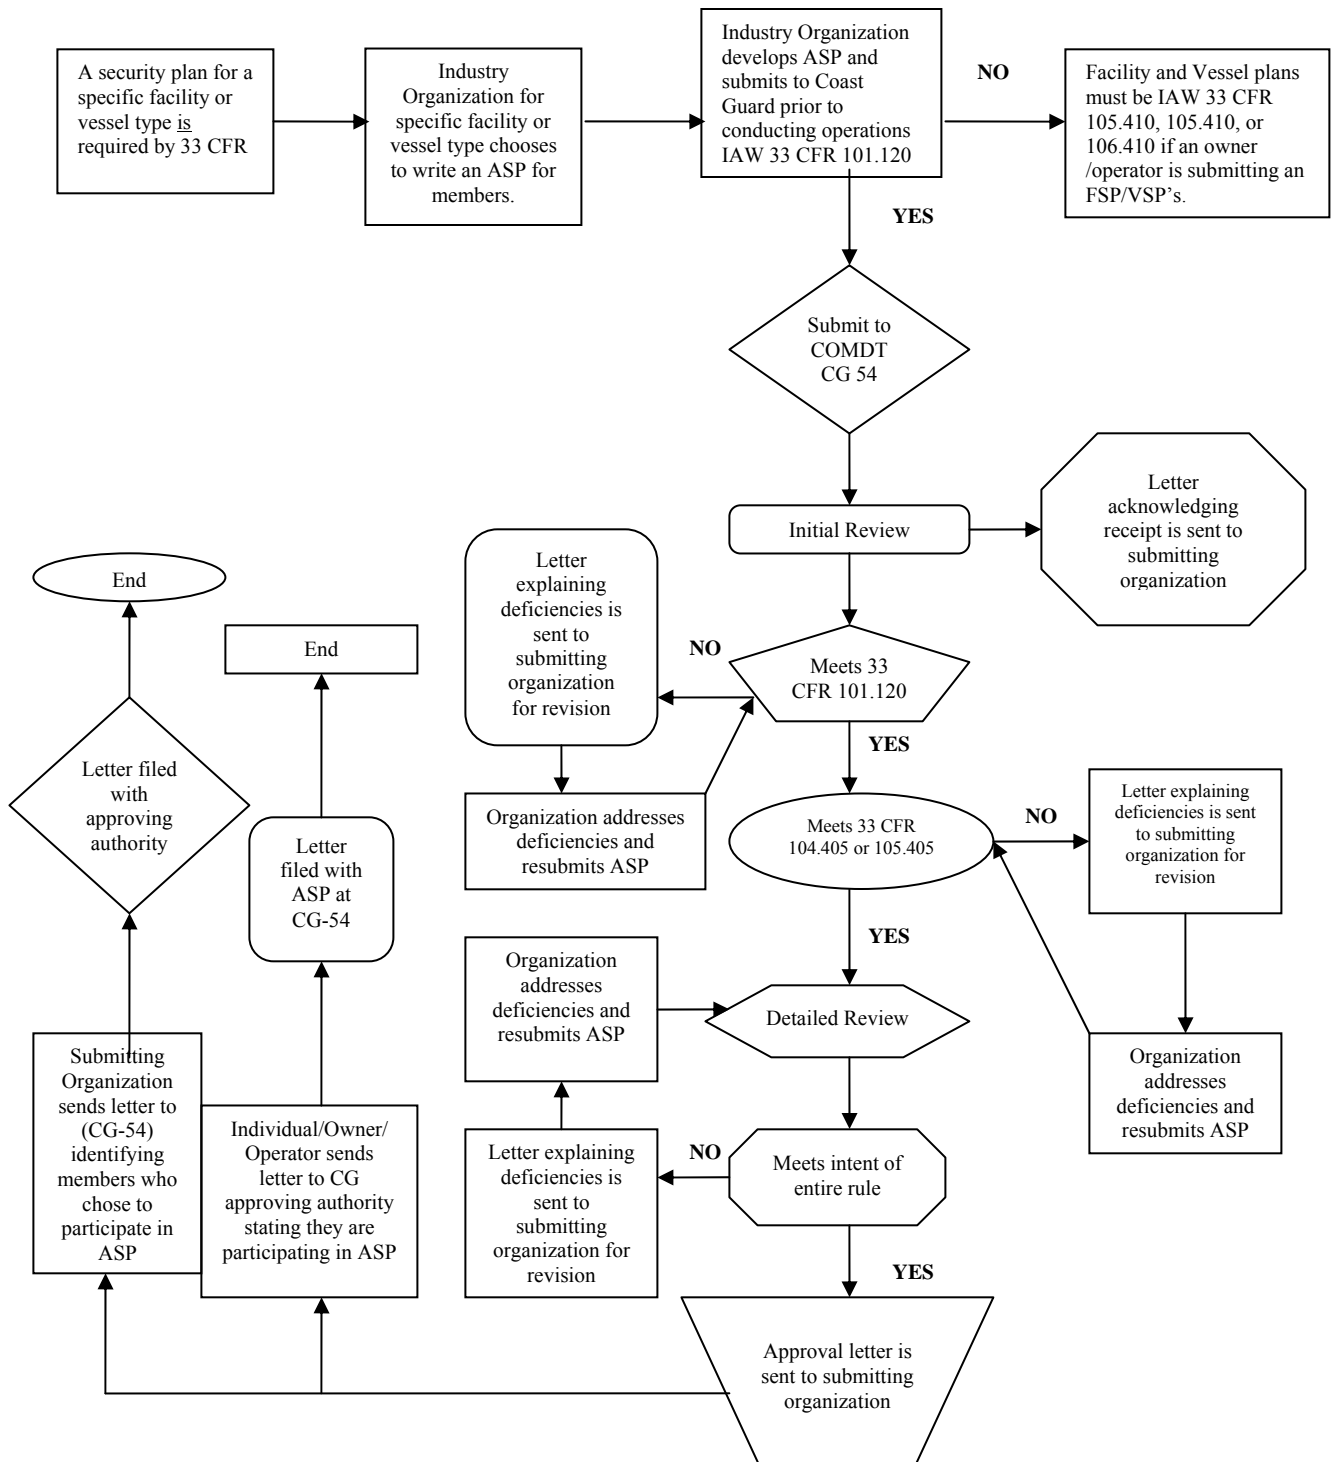 A security plan for a
specific facility or
vessel type is
required by 33 CFR
Industry
Organization for
specific facility or
vessel type chooses
to write an ASP for
members.
Industry Organization
develops ASP and
submits to Coast
Guard prior to
conducting operations
IAW 33 CFR 101.120
NO
Facility and Vessel plans
must be IAW 33 CFR
105.410, 105.410, or
106.410 if an owner
/operator is submitting an
FSP/VSP’s.
YES
Submit to
COMDT
CG 54
Initial Review
Letter
acknowledging
receipt is sent to
submitting
organization
Meets 33
CFR 101.120
NO
Letter
explaining
deficiencies is
sent to
submitting
organization
for revision
Organization addresses
deficiencies and
resubmits ASP
YES
Meets 33 CFR
104.405 or 105.405
NO
Letter explaining
deficiencies is sent
to submitting
organization for
revision
Organization
addresses
deficiencies and
resubmits ASP
YES
Detailed Review
Organization
addresses
deficiencies and
resubmits ASP
Meets intent of
entire rule
NO
Letter explaining
deficiencies is
sent to
submitting
organization for
revision
YES
Approval letter is
sent to submitting
organization
Submitting
Organization
sends letter to
(CG-54)
identifying
members who
chose to
participate in
ASP
Individual/Owner/
Operator sends
letter to CG
approving authority
stating they are
participating in ASP
Letter filed
with
approving
authority
End
Letter
filed with
ASP at
CG-54
End